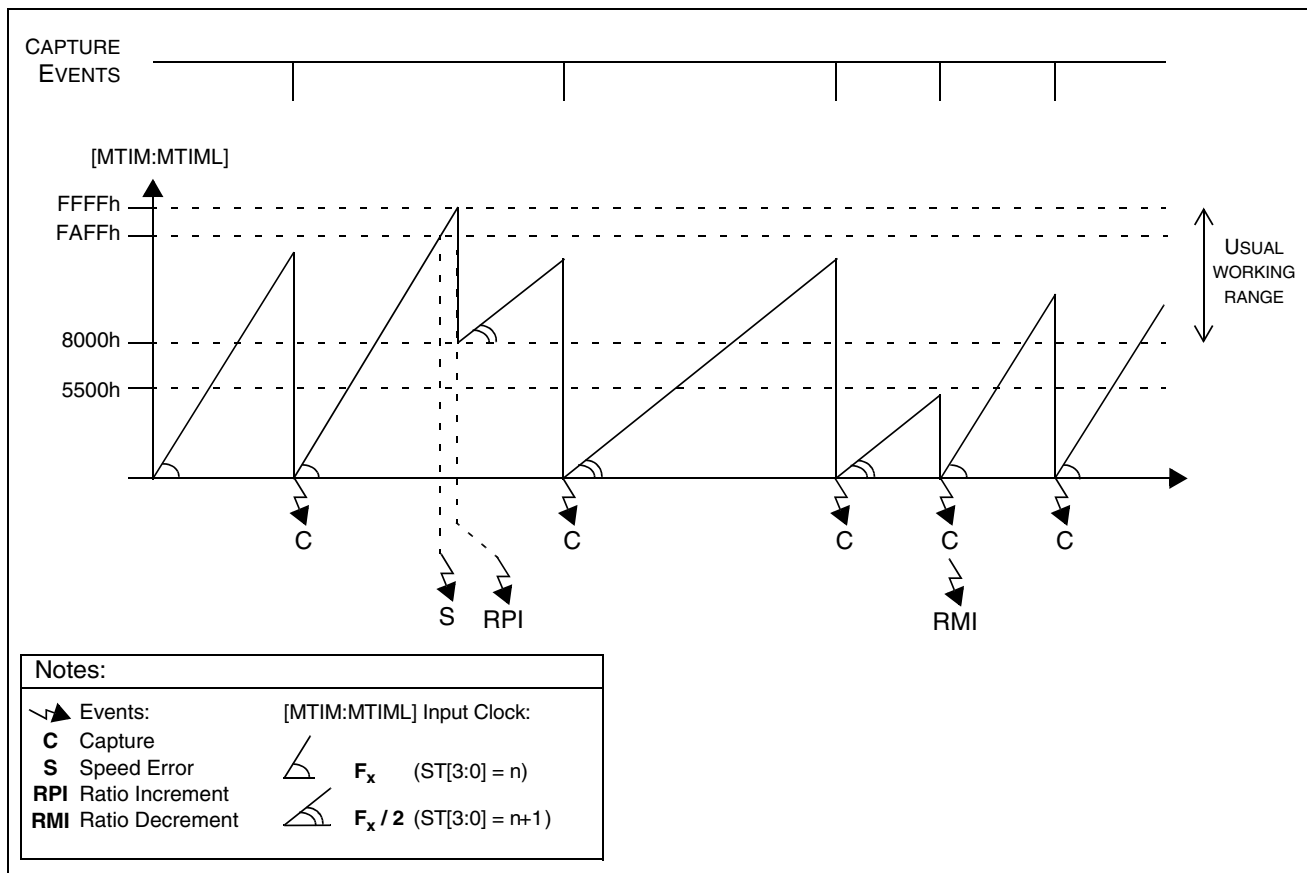 CAPTURE
EVENTS
[MTIM:MTIML]
FFFFh
FAFFh
8000h
5500h
USUAL
WORKING
RANGE
C C C C C
S RPI RMI
Notes:
Events: [MTIM:MTIML] Input Clock:
C Capture
S Speed Error Fx (ST[3:0] = n)
RPI Ratio Increment
RMI Ratio Decrement Fx / 2 (ST[3:0] = n+1)